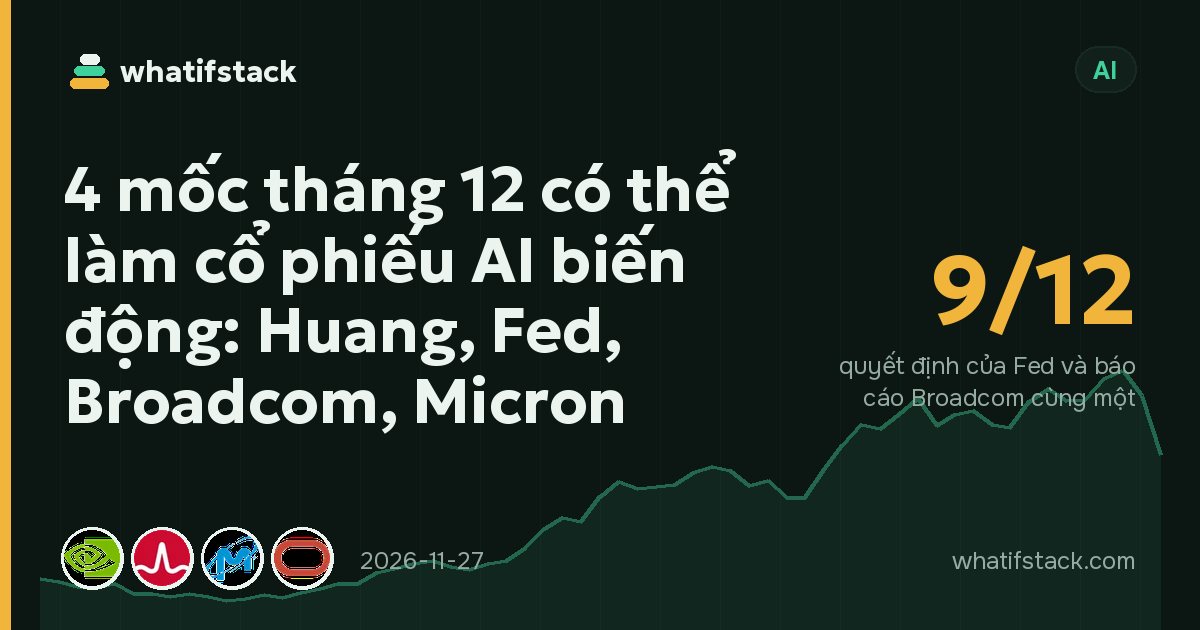 whatifstack
AI
4 mốc tháng 12 có thể
làm cổ phiếu AI biến
động: Huang, Fed,
Broadcom, Micron
9/12
quyết định của Fed và báo
cáo Broadcom cùng một
2026-11-27
whatifstack.com